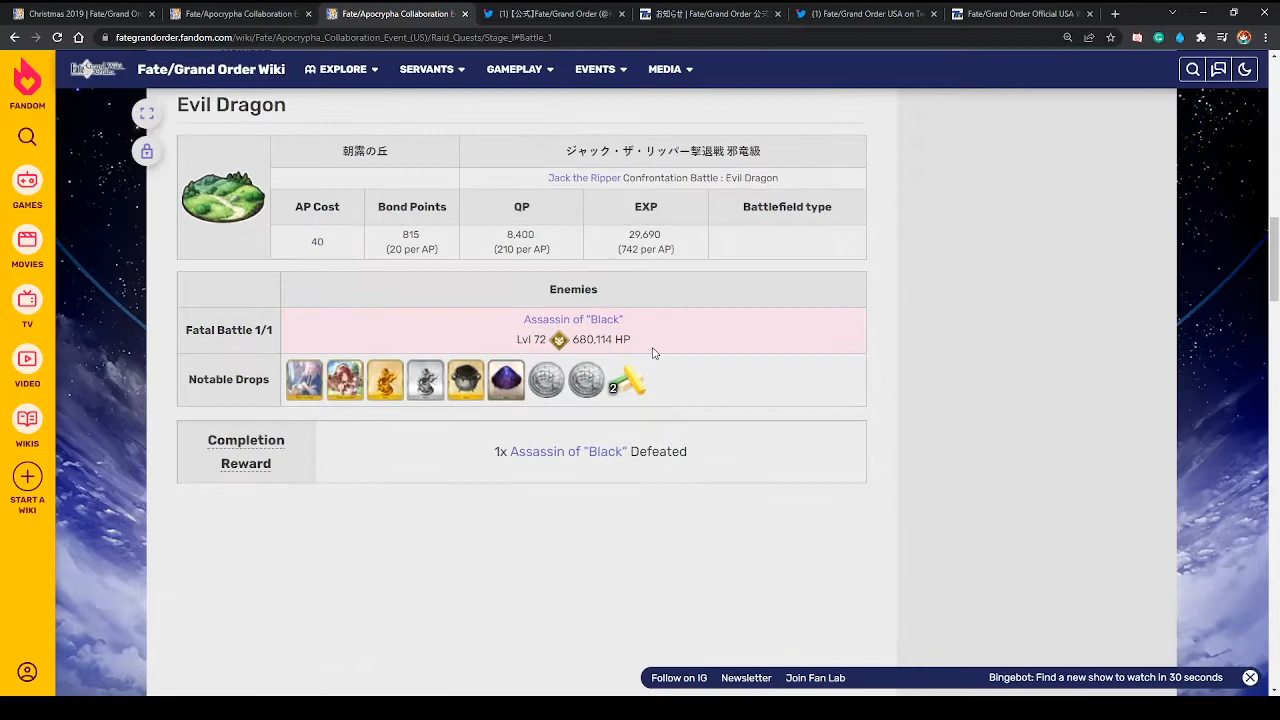 Christmas 2019 | Fate/Grand Or
Fate/Apocrypha Collaboration E
Fate/Apocrypha Collaboration E
(1) 【公式】Fate/Grand Order (@
お知らせ | Fate/Grand Order 公式
(1) Fate/Grand Order USA on Tw
Fate/Grand Order Official USA W
fategrandorder.fandom.com/wiki/Fate/Apocrypha_Collaboration_Event_(US)/Raid_Quests/Stage_I#Battle_1
FANDOM
GAMES
MOVIES
TV
VIDEO
WIKIS
START A
WIKI
Fate/Grand Order Wiki
EXPLORE
SERVANTS
GAMEPLAY
EVENTS
MEDIA
Evil Dragon
朝露の丘
ジャック・ザ・リッパー撃退戦 邪竜級
Jack the Ripper Confrontation Battle : Evil Dragon
AP Cost Bond Points QP EXP Battlefield type
40 815 8,400 29,690
(20 per AP) (210 per AP) (742 per AP)
Enemies
Fatal Battle 1/1
Assassin of "Black"
Lvl 72 680,114 HP
Notable Drops
2
Completion
Reward
1x Assassin of "Black" Defeated
Follow on IG Newsletter Join Fan Lab Bingebot: Find a new show to watch in 30 seconds